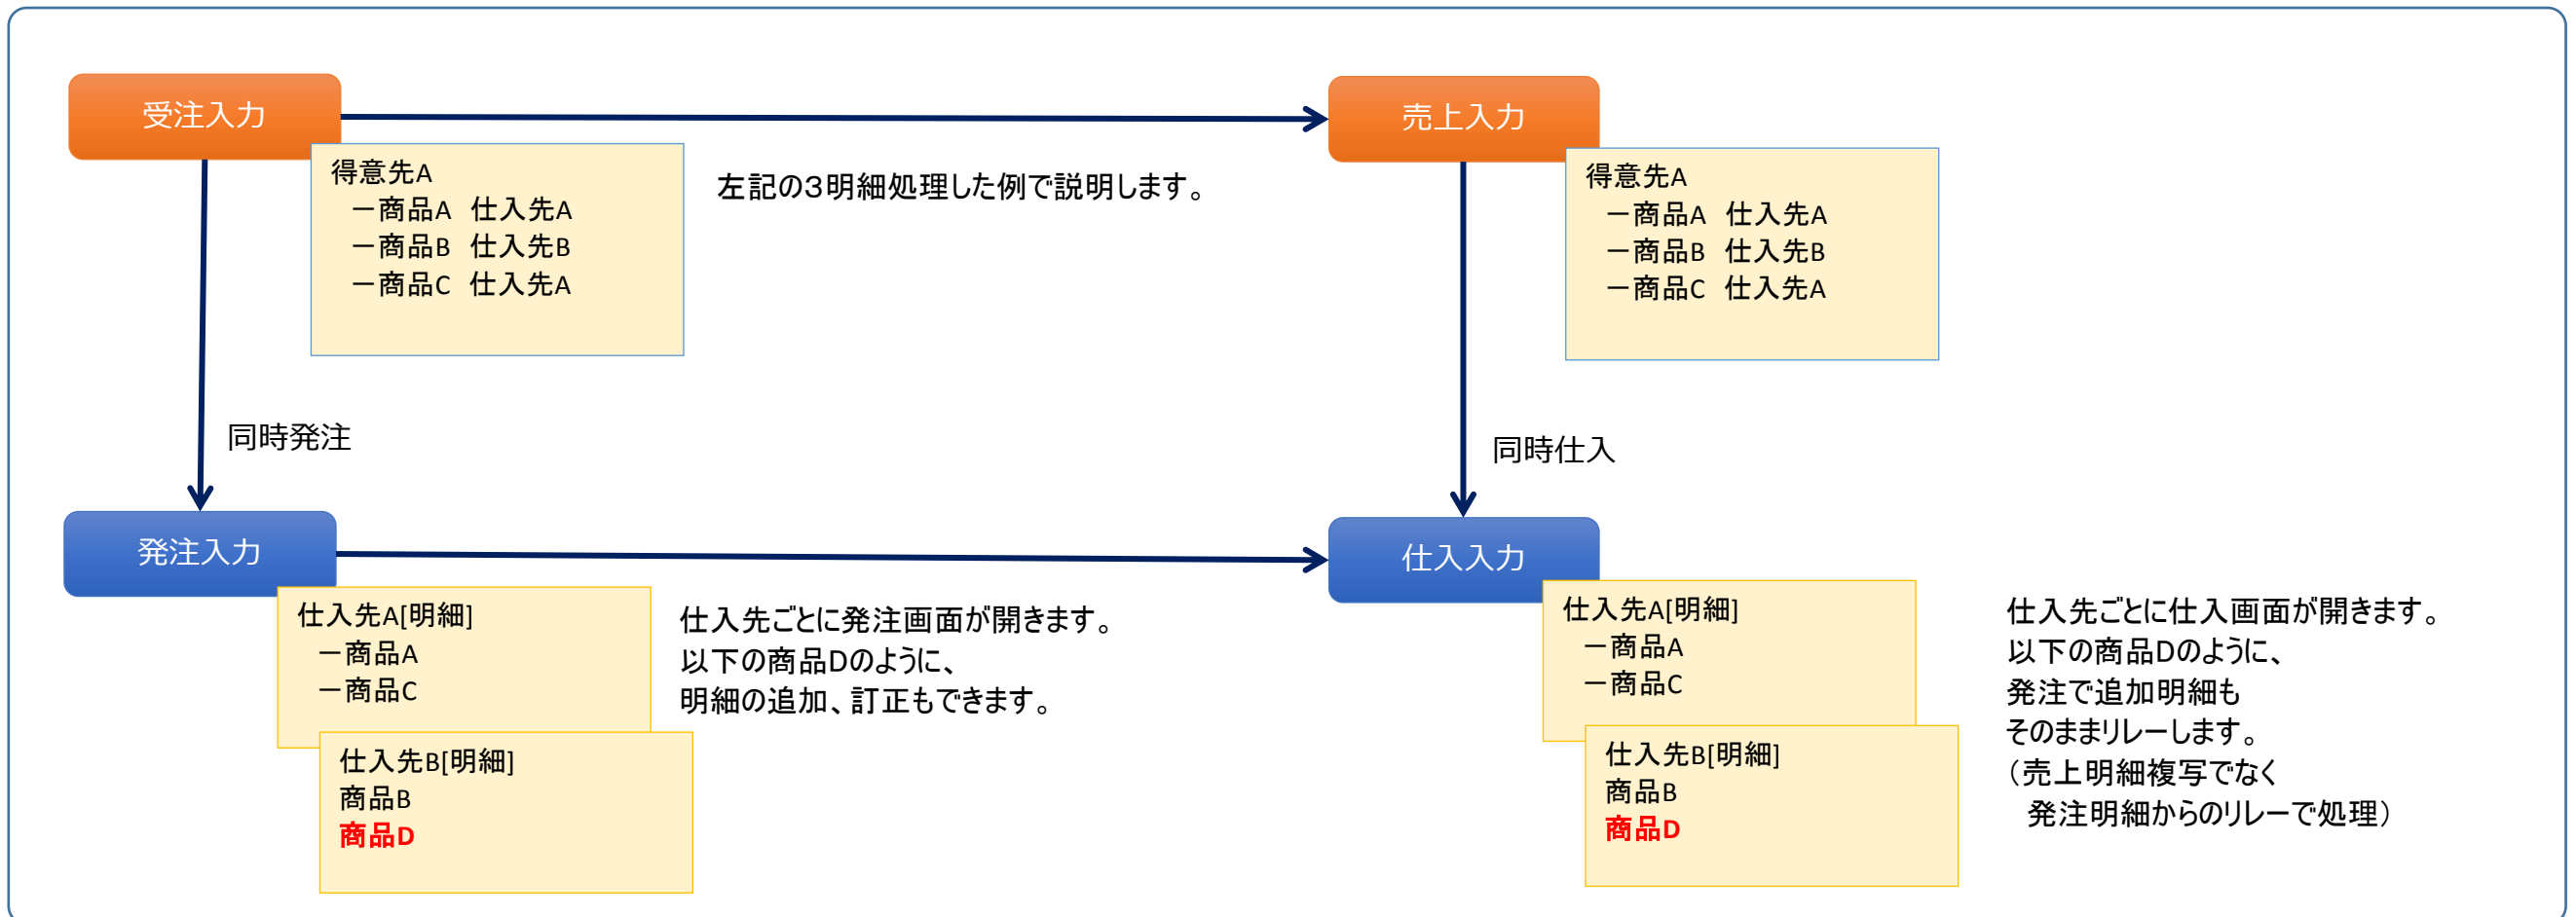 受注入力
得意先A
－商品A　仕入先A
－商品B　仕入先B
－商品C　仕入先A
左記の３明細処理した例で説明します。
売上入力
得意先A
－商品A　仕入先A
－商品B　仕入先B
－商品C　仕入先A
同時発注
同時仕入
発注入力
仕入先A[明細]
－商品A
－商品C
仕入先B[明細]
商品B
商品D
仕入先ごとに発注画面が開きます。
以下の商品Dのように、
明細の追加、訂正もできます。
仕入入力
仕入先A[明細]
－商品A
－商品C
仕入先B[明細]
商品B
商品D
仕入先ごとに仕入画面が開きます。
以下の商品Dのように、
発注で追加明細も
そのままリレーします。
（売上明細複写でなく
発注明細からのリレーで処理）